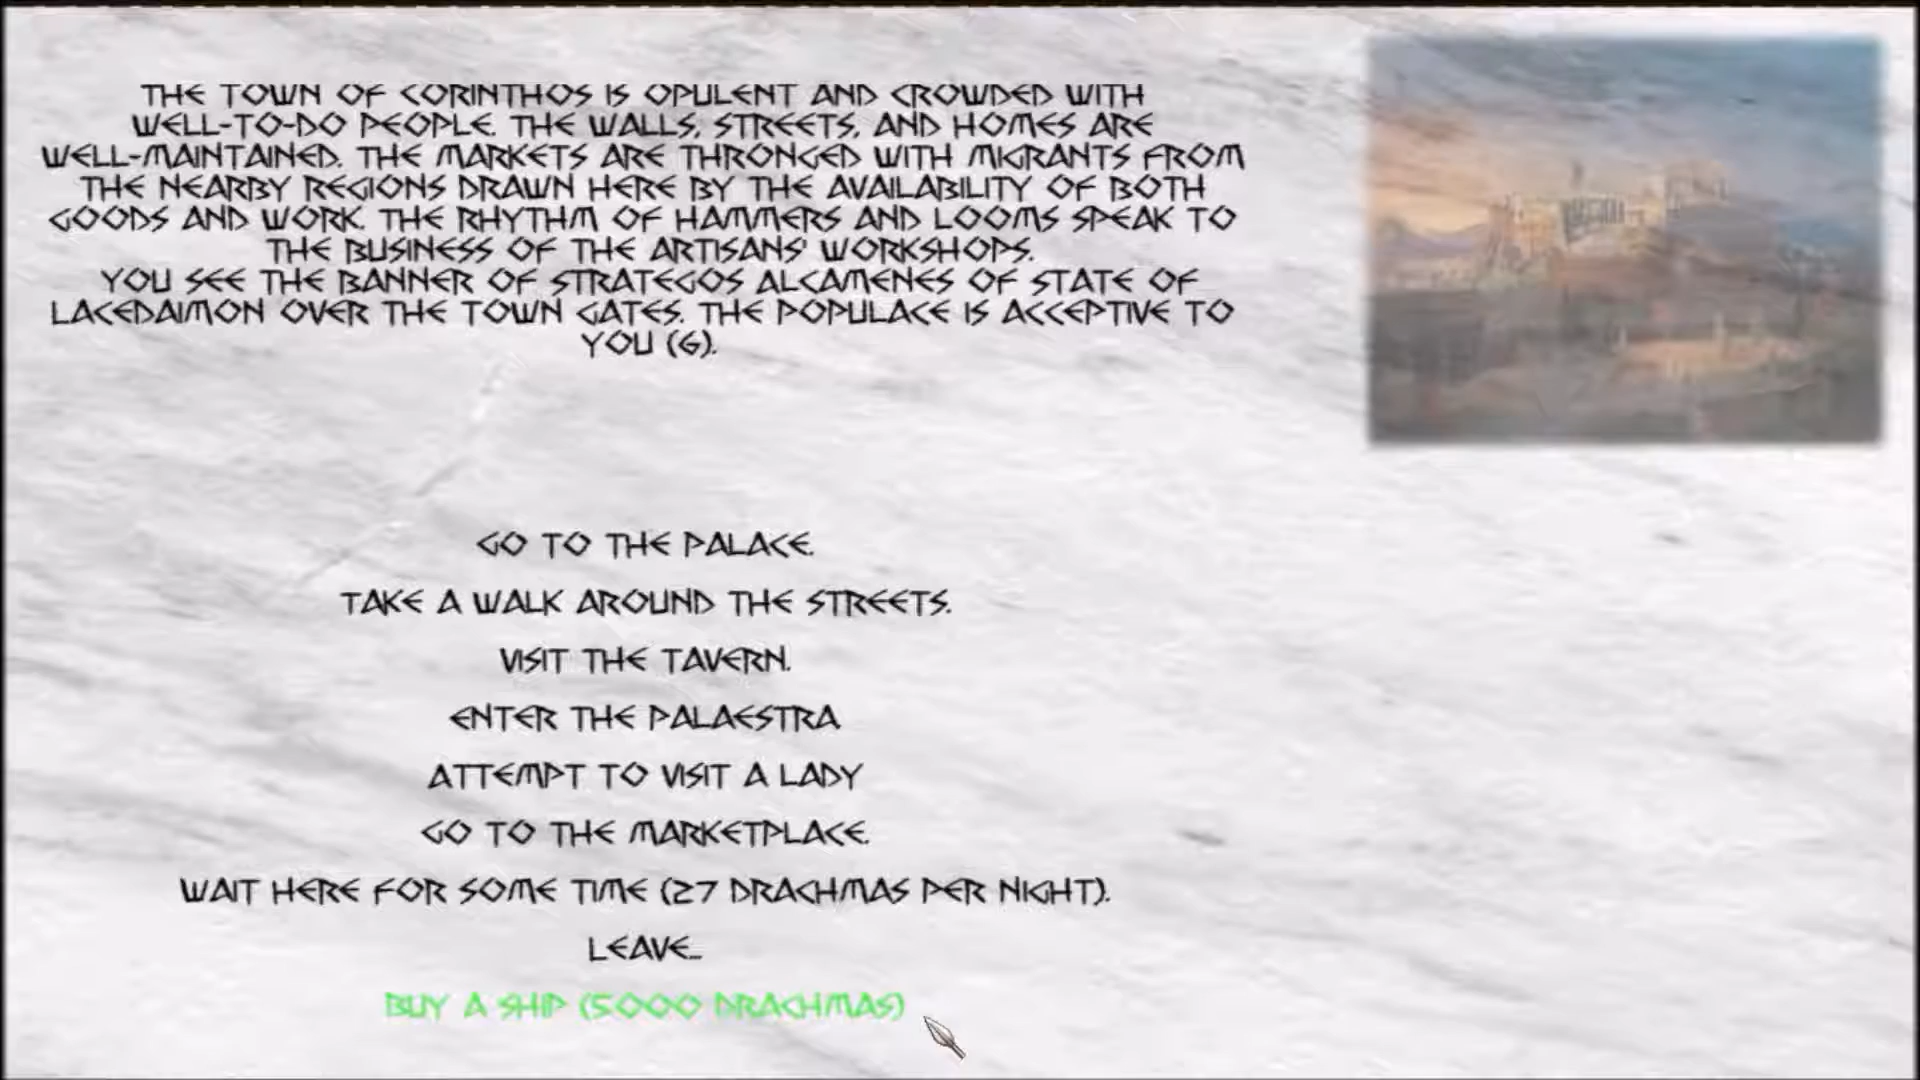 THE TOWN OF CORINTHOS IS OPULENT AND CROWDED WITH
WELL-TO-DO PEOPLE. THE WALLS, STREETS, AND HOMES ARE
WELL-MAINTAINED. THE MARKETS ARE THRONGED WITH MIGRANTS FROM
THE NEARBY REGIONS DRAWN HERE BY THE AVAILABILITY OF BOTH
GOODS AND WORK. THE RHYTHM OF HAMMERS AND LOOMS SPEAK TO
THE BUSINESS OF THE ARTISANS' WORKSHOPS.
YOU SEE THE BANNER OF STRATEGOS ALCAMENES OF STATE OF
LACEDAIMON OVER THE TOWN GATES. THE POPULACE IS ACCEPTIVE TO
YOU (6).
GO TO THE PALACE.
TAKE A WALK AROUND THE STREETS.
VISIT THE TAVERN.
ENTER THE PALAESTRA
ATTEMPT TO VISIT A LADY
GO TO THE MARKETPLACE.
WAIT HERE FOR SOME TIME (27 DRACHMAS PER NIGHT).
LEAVE...
BUY A SHIP (5000 DRACHMAS)